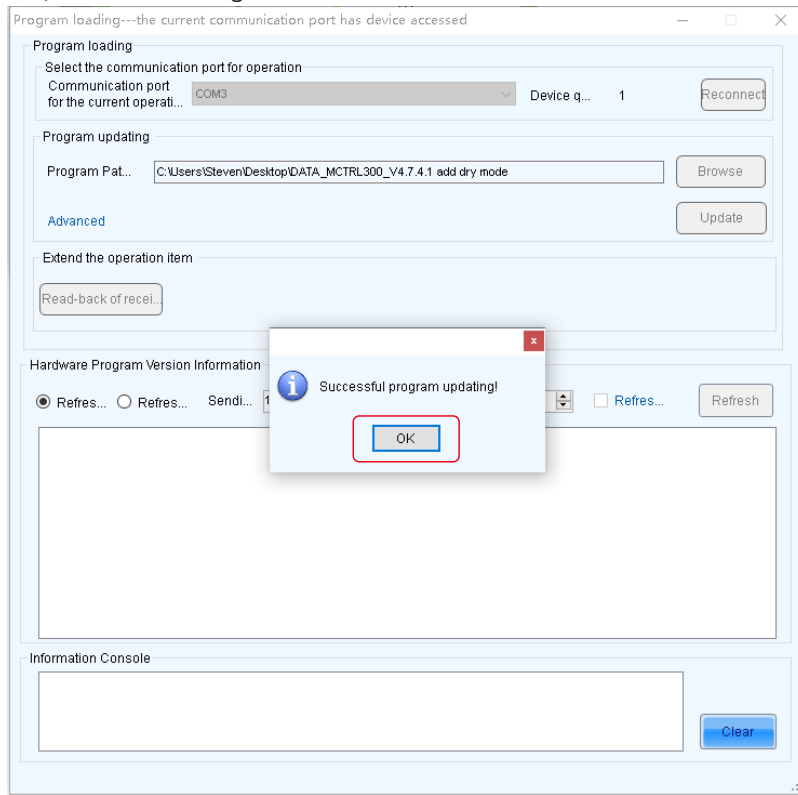 Program loading---the current communication port has device accessed
Program loading
Select the communication port for operation
Communication port
for the current operati...
COM3
Device q...
1
Reconnect
Program updating
Program Pat...
C:\Users\Steven\Desktop\DATA_MCTRL300_V4.7.4.1 add dry mode
Browse
Advanced
Update
Extend the operation item
Read-back of recei...
Hardware Program Version Information
Refres...
Refres...
Sendi...
1
Refres...
Refresh
x
Successful program updating!
OK
Information Console
Clear